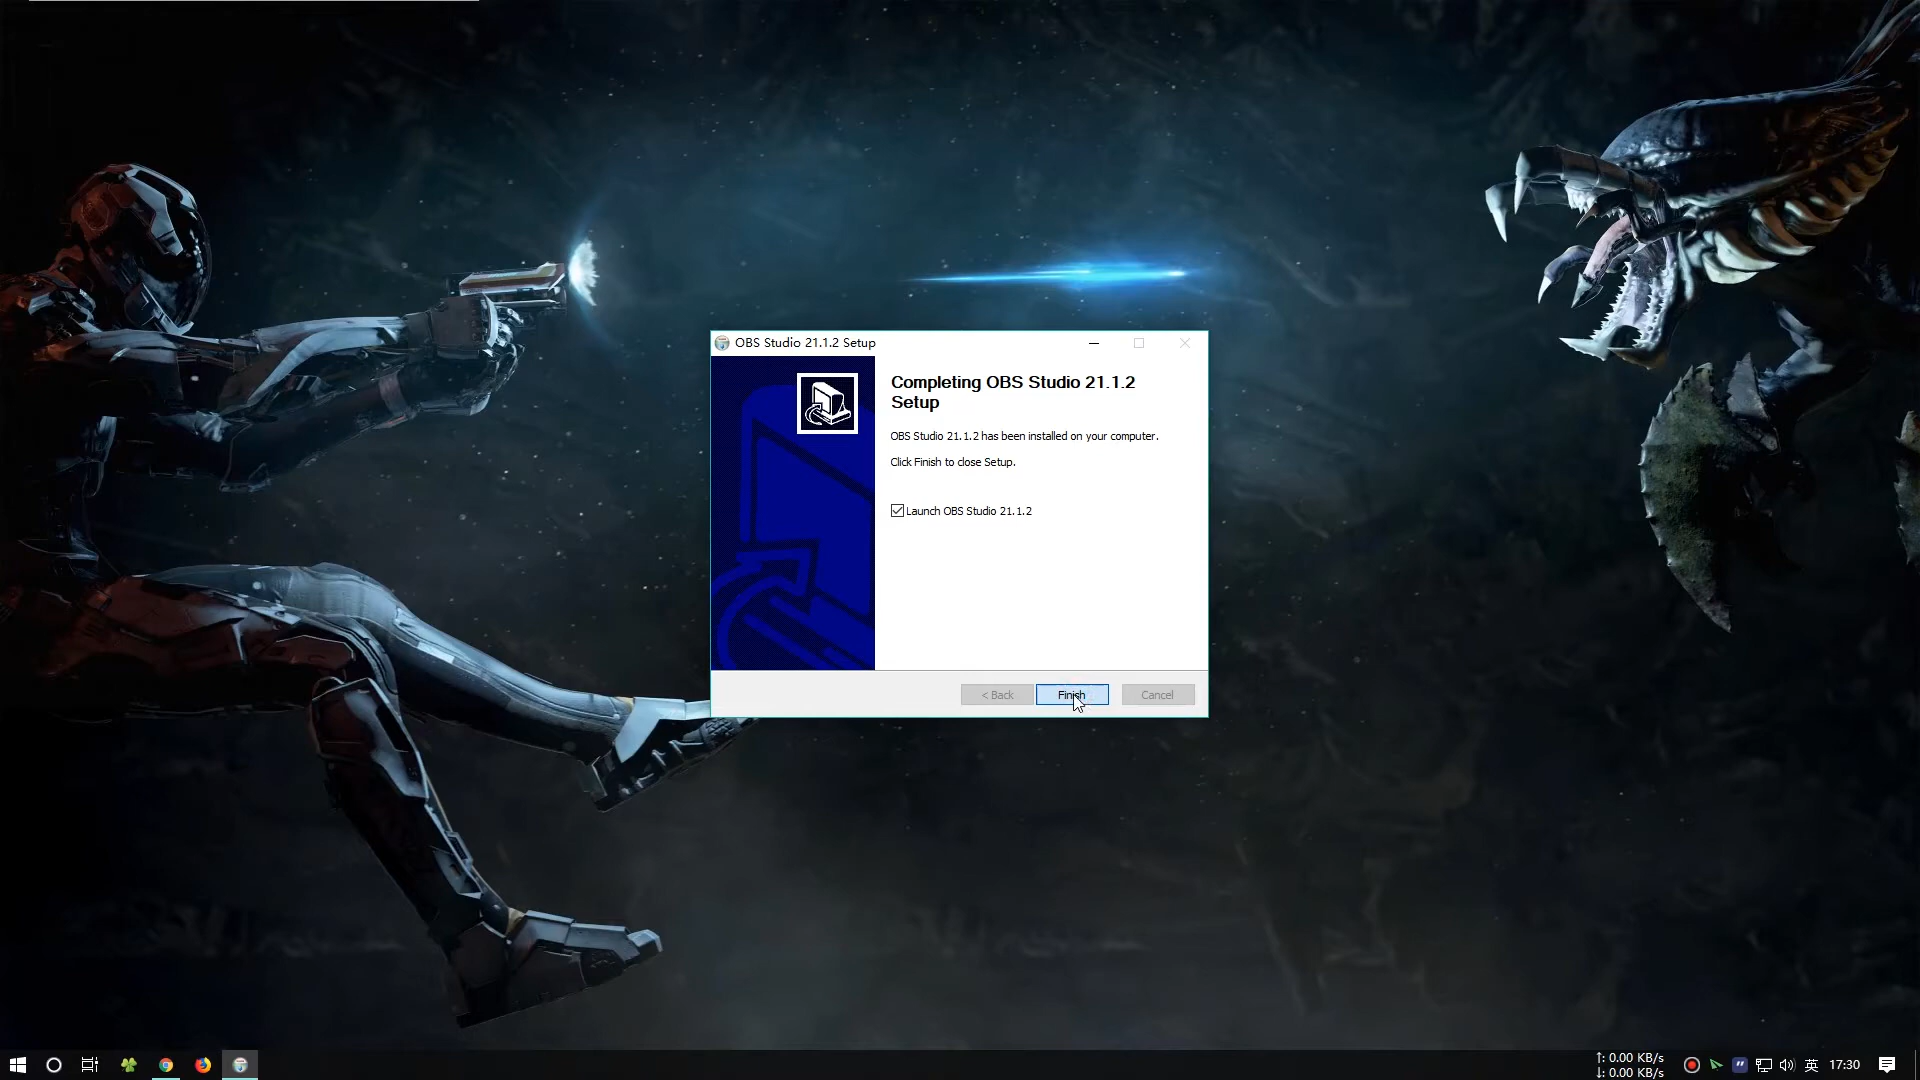 OBS Studio 21.1.2 Setup
Completing OBS Studio 21.1.2
Setup
OBS Studio 21.1.2 has been installed on your computer.
Click Finish to close Setup.
Launch OBS Studio 21.1.2
< Back
Finish
Cancel
↑: 0.00 KB/s
↓: 0.00 KB/s
英
17:30